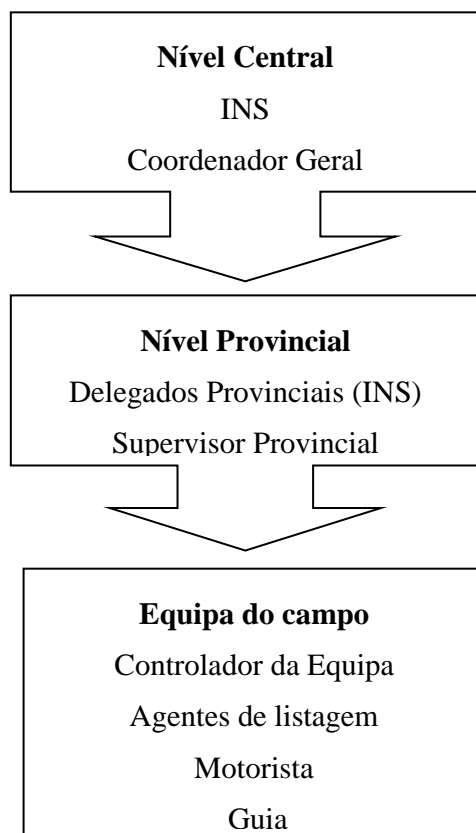 Nível Central
INS
Coordenador Geral
Nível Provincial
Delegados Provinciais (INS)
Supervisor Provincial
Equipa do campo
Controlador da Equipa
Agentes de listagem
Motorista
Guia